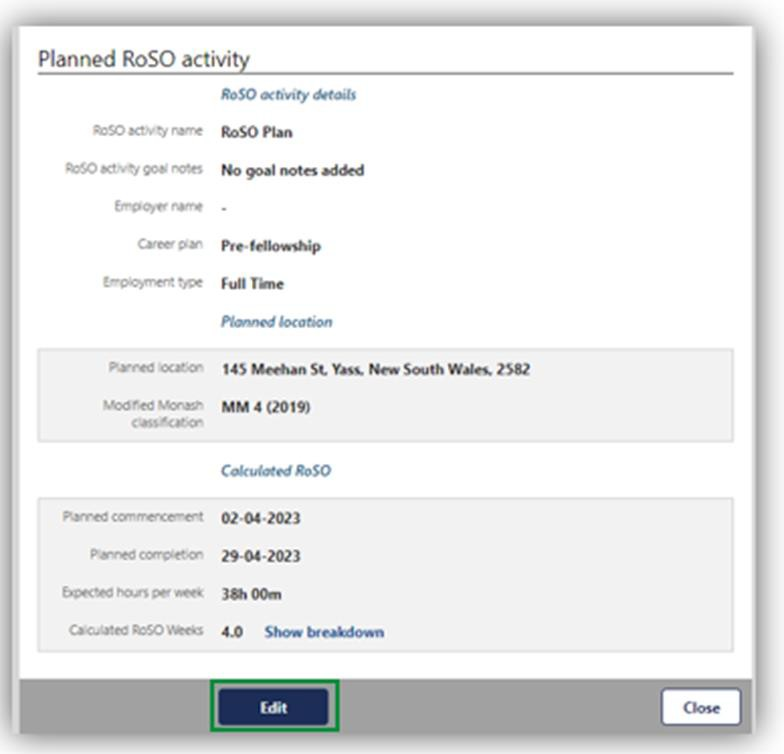 Planned RoSO activity
RoSO activity details
RoSO activity name RoSO Plan
RoSO activity goal notes No goal notes added
Employer name -
Career plan Pre-fellowship
Employment type Full Time
Planned location
Planned location 145 Meehan St, Yass, New South Wales, 2582
Modified Monash MM 4 (2019)
classification
Calculated RoSO
Planned commencement 02-04-2023
Planned completion 29-04-2023
Expected hours per week 38h 00m
Calculated RoSO Weeks 4.0 Show breakdown
Edit Close